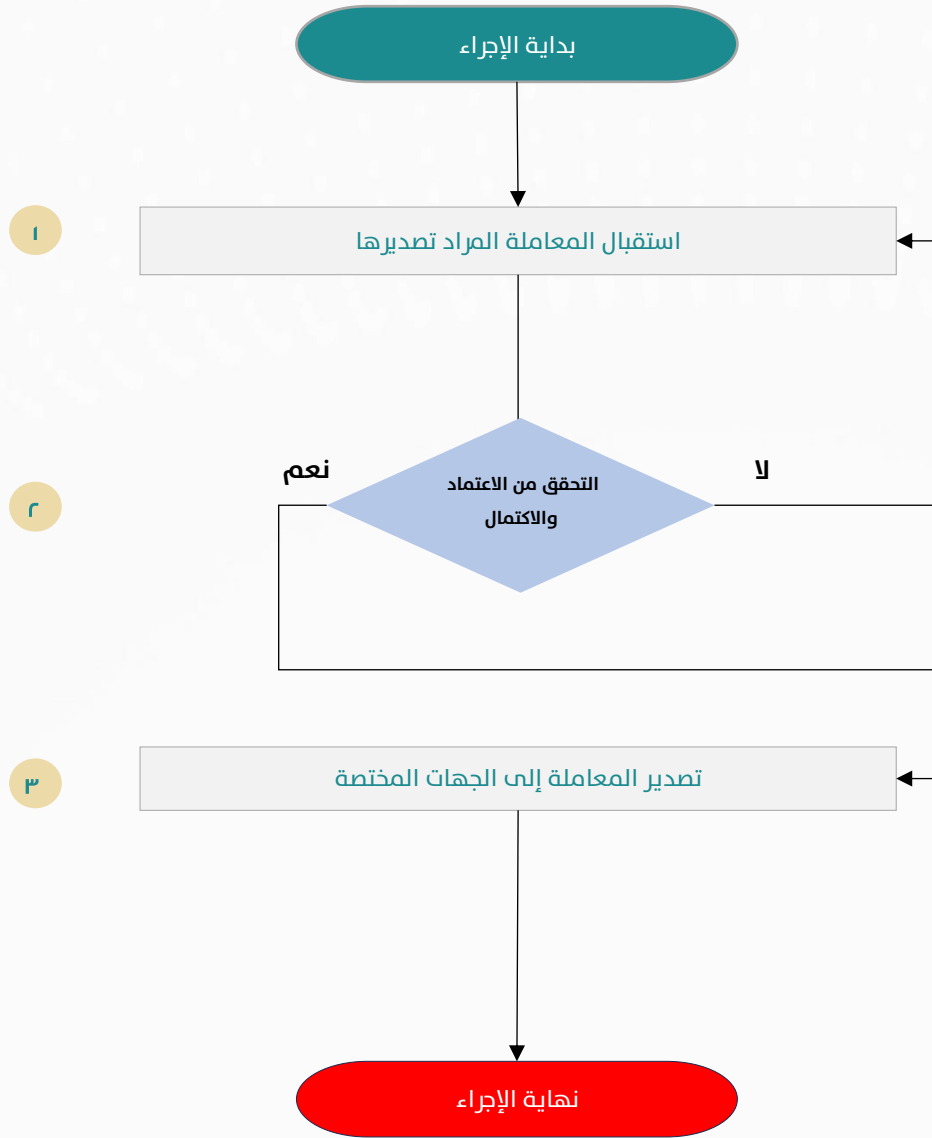 بداية الإجراء
١
استقبال المعاملة المراد تصديرها
نعم
لا
٢
التحقق من الاعتماد
والاكتمال
٣
تصدير المعاملة إلى الجهات المختصة
نهاية الإجراء